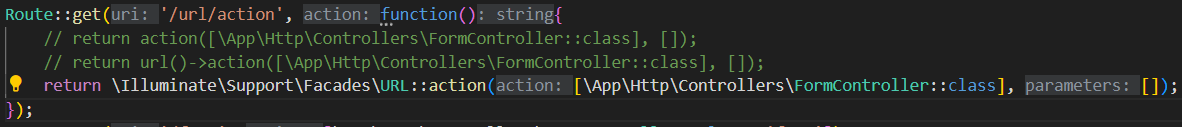 Route::get(uri: '/url/action', action: function(): string{
    // return action([\App\Http\Controllers\FormController::class], []);
    // return url()->action([\App\Http\Controllers\FormController::class], []);
    return \Illuminate\Support\Facades\URL::action(action: [\App\Http\Controllers\FormController::class], parameters: []);
});